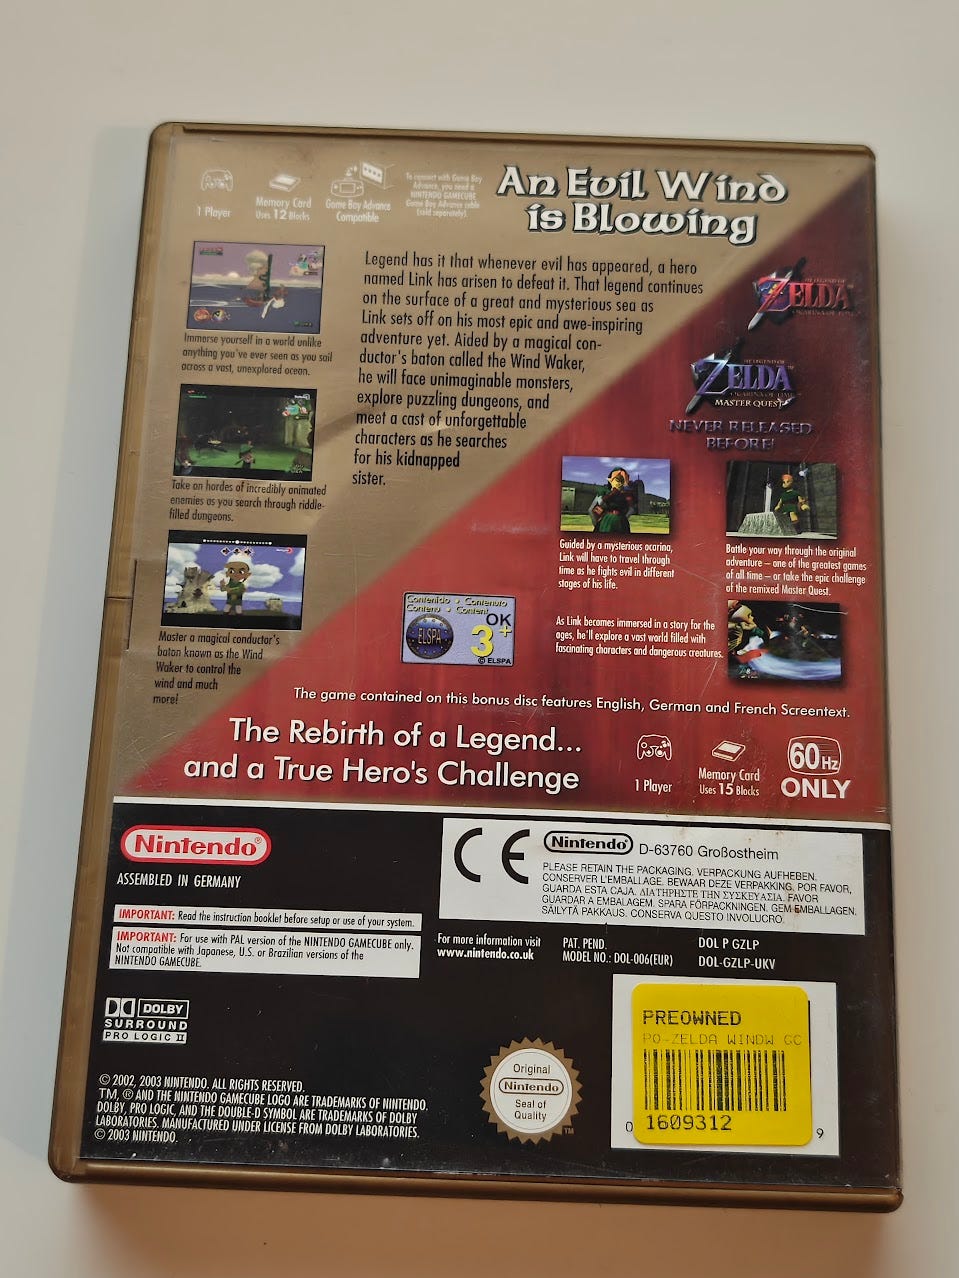 1 Player
Memory Card
Uses 12 Blocks
Game Boy Advance
Compatible
To connect with Game Boy
Advance, you need a
NINTENDO GAMECUBE
Game Boy Advance cable
(sold separately).
An Evil Wind
is Blowing
Legend has it that whenever evil has appeared, a hero
named Link has arisen to defeat it. That legend continues
on the surface of a great and mysterious sea as
Link sets off on his most epic and awe-inspiring
adventure yet. Aided by a magical con-
ductor's baton called the Wind Waker,
he will face unimaginable monsters,
explore puzzling dungeons, and
meet a cast of unforgettable
characters as he searches
for his kidnapped
sister.
Immerse yourself in a world unlike
anything you've ever seen as you sail
across a vast, unexplored ocean.
Take on hordes of incredibly animated
enemies as you search through riddle-
filled dungeons.
Master a magical conductor's
baton known as the Wind
Waker to control the
wind and much
more!
THE LEGEND OF
ZELDA
OCARINA OF TIME
THE LEGEND OF
ZELDA
OCARINA OF TIME
MASTER QUEST
NEVER RELEASED
BEFORE!
Guided by a mysterious ocarina,
Link will have to travel through
time as he fights evil in different
stages of his life.
Battle your way through the original
adventure – one of the greatest games
of all time – or take the epic challenge
of the remixed Master Quest.
As Link becomes immersed in a story for the
ages, he'll explore a vast world filled with
fascinating characters and dangerous creatures.
Contenido • Contenuto
Contenu • Content
ELSPA
OK
3+
© ELSPA
The game contained on this bonus disc features English, German and French Screentext.
The Rebirth of a Legend...
and a True Hero's Challenge
1 Player
Memory Card
Uses 15 Blocks
60Hz
ONLY
Nintendo®
ASSEMBLED IN GERMANY
IMPORTANT: Read the instruction booklet before setup or use of your system.
IMPORTANT: For use with PAL version of the NINTENDO GAMECUBE only.
Not compatible with Japanese, U.S. or Brazilian versions of the
NINTENDO GAMECUBE.
CE
Nintendo® D-63760 Großostheim
PLEASE RETAIN THE PACKAGING. VERPACKUNG AUFHEBEN.
CONSERVER L'EMBALLAGE. BEWAAR DEZE VERPAKKING. POR FAVOR,
GUARDA ESTA CAJA. ΔΙΑΤΗΡΗΣΤΕ ΤΗΝ ΣΥΣΚΕΥΑΣΙΑ. FAVOR
GUARDAR A EMBALAGEM. SPARA FÖRPACKNINGEN. GEM EMBALLAGEN.
SÄILYTÄ PAKKAUS. CONSERVA QUESTO INVOLUCRO.
For more information visit
www.nintendo.co.uk
PAT. PEND.
MODEL NO.: DOL-006(EUR)
DOL P GZLP
DOL-GZLP-UKV
DOLBY
SURROUND
PRO LOGIC II
© 2002, 2003 NINTENDO. ALL RIGHTS RESERVED.
TM, ® AND THE NINTENDO GAMECUBE LOGO ARE TRADEMARKS OF NINTENDO.
DOLBY, PRO LOGIC, AND THE DOUBLE-D SYMBOL ARE TRADEMARKS OF DOLBY
LABORATORIES. MANUFACTURED UNDER LICENSE FROM DOLBY LABORATORIES.
© 2003 NINTENDO.
Original
Nintendo
Seal of
Quality
TM
PREOWNED
PO-ZELDA WINDW GC
0 1609312 9